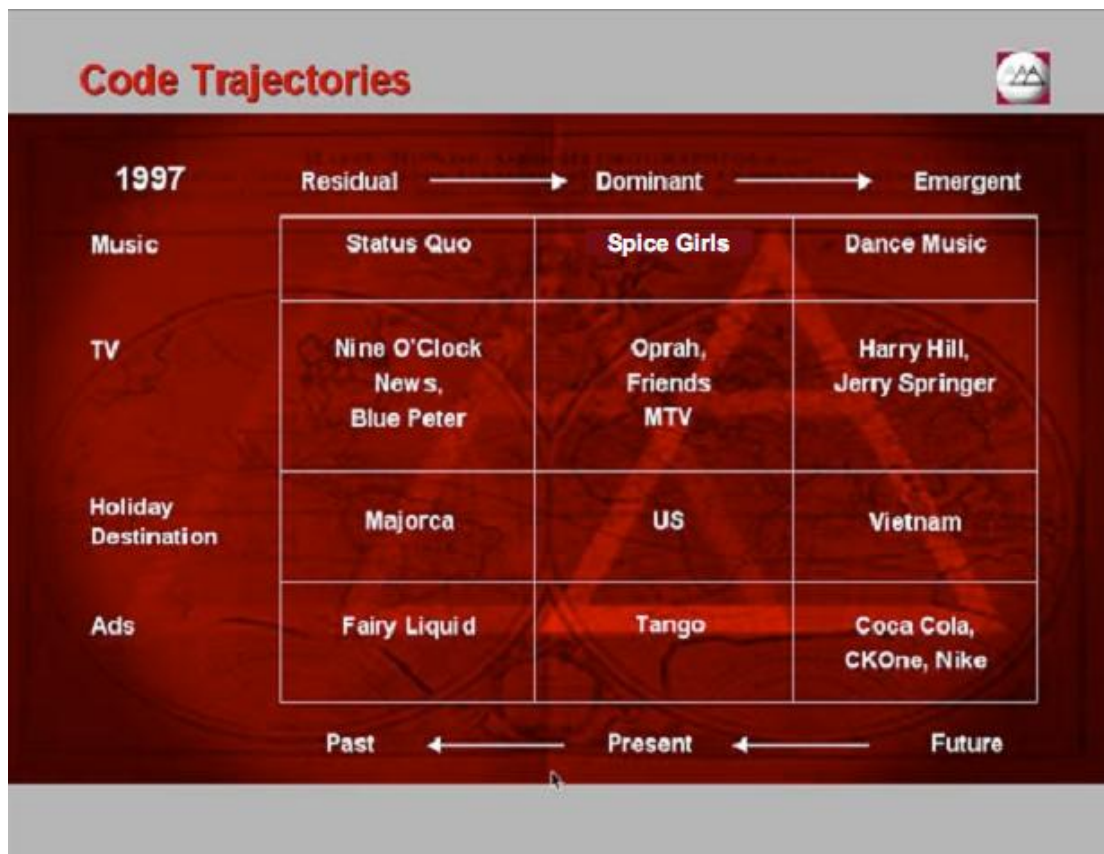 Code Trajectories
1997 Residual Dominant Emergent
Music Status Quo Spice Girls Dance Music
TV Nine O'Clock Oprah, Harry Hill,
News, Friends Jerry Springer
Blue Peter MTV
Holiday
Destination Majorca US Vietnam
Ads Fairy Liquid Tango Coca Cola,
CKOne, Nike
Past Present Future